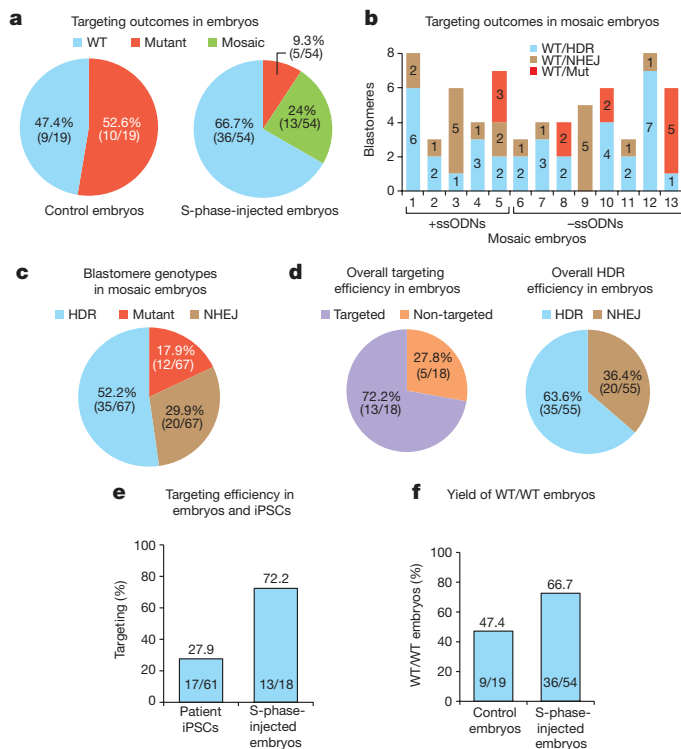 a
Targeting outcomes in embryos
WT
Mutant
Mosaic
47.4%
(9/19)
52.6%
(10/19)
Control embryos
9.3%
(5/54)
66.7%
(36/54)
24%
(13/54)
S-phase-injected embryos
b
Targeting outcomes in mosaic embryos
WT/HDR
WT/NHEJ
WT/Mut
Blastomeres
8
6
4
2
0
2
6
1
2
5
1
1
3
3
2
2
1
2
1
3
2
2
5
2
4
1
2
1
7
5
1
1 2 3 4 5 6 7 8 9 10 11 12 13
+ssODNs
–ssODNs
Mosaic embryos
c
Blastomere genotypes
in mosaic embryos
HDR
Mutant
NHEJ
17.9%
(12/67)
52.2%
(35/67)
29.9%
(20/67)
d
Overall targeting
efficiency in embryos
Targeted
Non-targeted
27.8%
(5/18)
72.2%
(13/18)
Overall HDR
efficiency in embryos
HDR
NHEJ
36.4%
(20/55)
63.6%
(35/55)
e
Targeting efficiency in
embryos and iPSCs
Targeting (%)
100
80
60
40
20
0
27.9
17/61
72.2
13/18
Patient
iPSCs
S-phase-
injected
embryos
f
Yield of WT/WT embryos
WT/WT embryos (%)
100
80
60
40
20
0
47.4
9/19
66.7
36/54
Control
embryos
S-phase-
injected
embryos